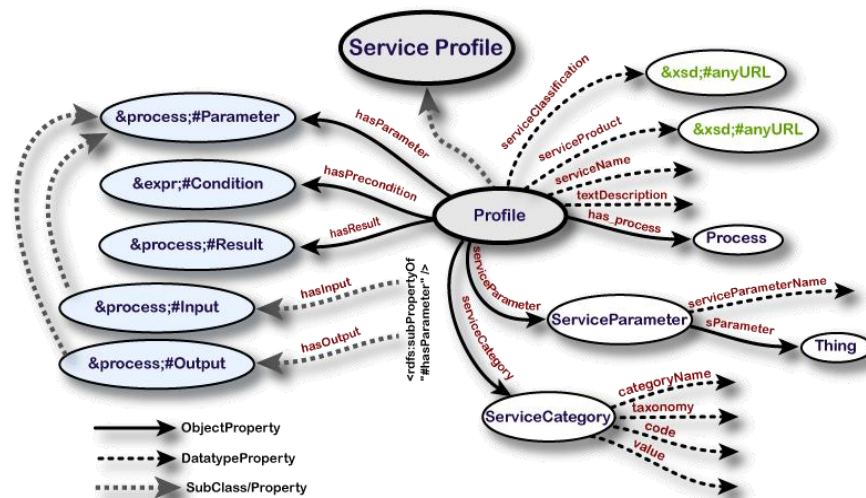 Service Profile
&xsd;#anyURL
serviceClassification
&process;#Parameter
hasParameter
serviceProduct
&xsd;#anyURL
serviceName
&expr;#Condition
hasPrecondition
textDescription
Profile
has_process
&process;#Result
hasResult
Process
hasInput
<rdfs:subPropertyOf
"#hasParameter" />
serviceParameter
serviceParameterName
&process;#Input
ServiceParameter
sParameter
hasOutput
serviceCategory
Thing
&process;#Output
categoryName
ServiceCategory
taxonomy
code
value
ObjectProperty
DatatypeProperty
SubClass/Property